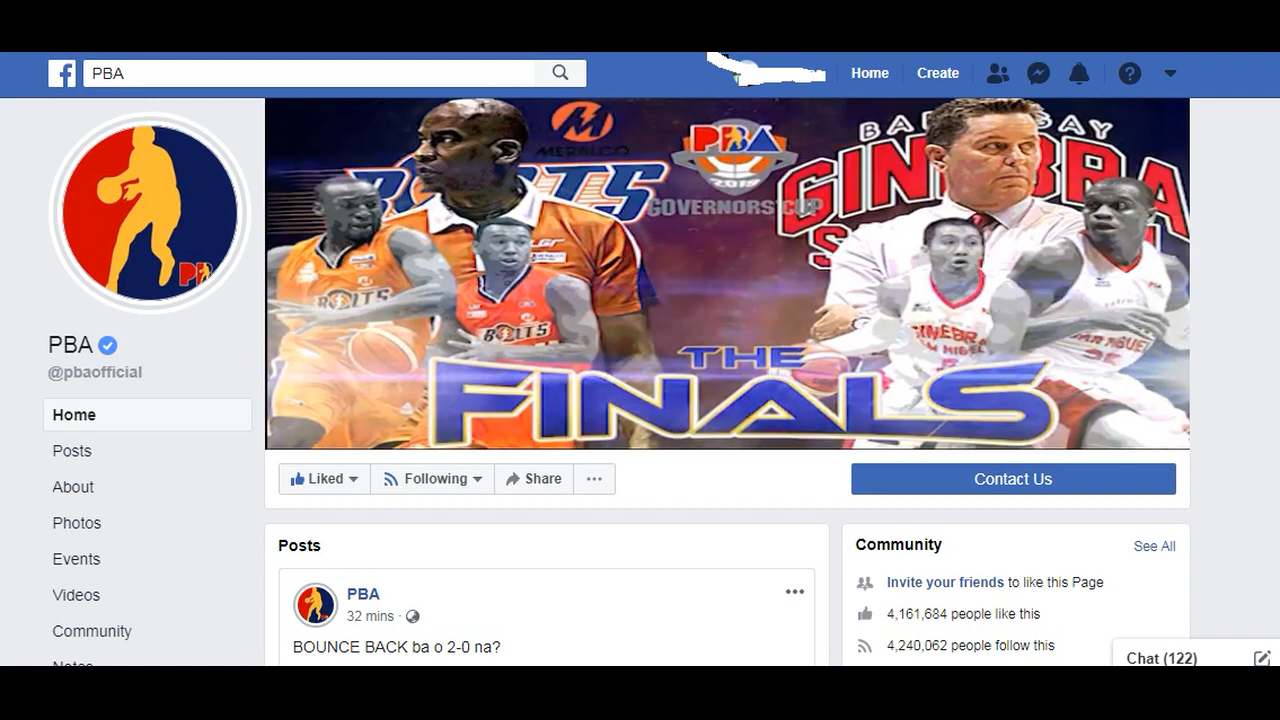 PBA
Home
Create
MERALCO
BOLTS
PBA
2019
GOVERNORS' CUP
GINEBRA
BOLTS
BOLTS
GINEBRA
THE
FINALS
PBA
PBA
@pbaofficial
Home
Posts
About
Photos
Events
Videos
Community
Notes
Liked
Following
Share
Contact Us
Posts
PBA
32 mins ·
BOUNCE BACK ba o 2-0 na?
Community
See All
Invite your friends to like this Page
4,161,684 people like this
4,240,062 people follow this
Chat (122)